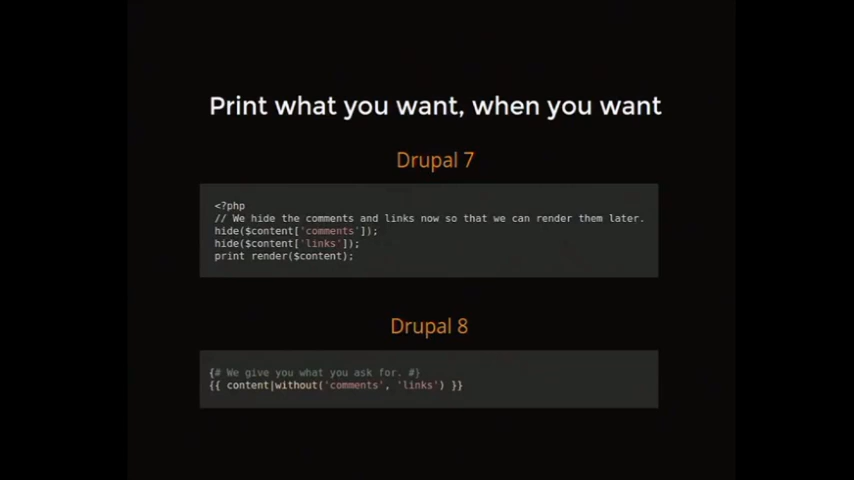 Print what you want, when you want
Drupal 7
<?php
// We hide the comments and links now so that we can render them later.
hide($content['comments']);
hide($content['links']);
print render($content);
Drupal 8
{# We give you what you ask for. #}
{{ content|without('comments', 'links') }}